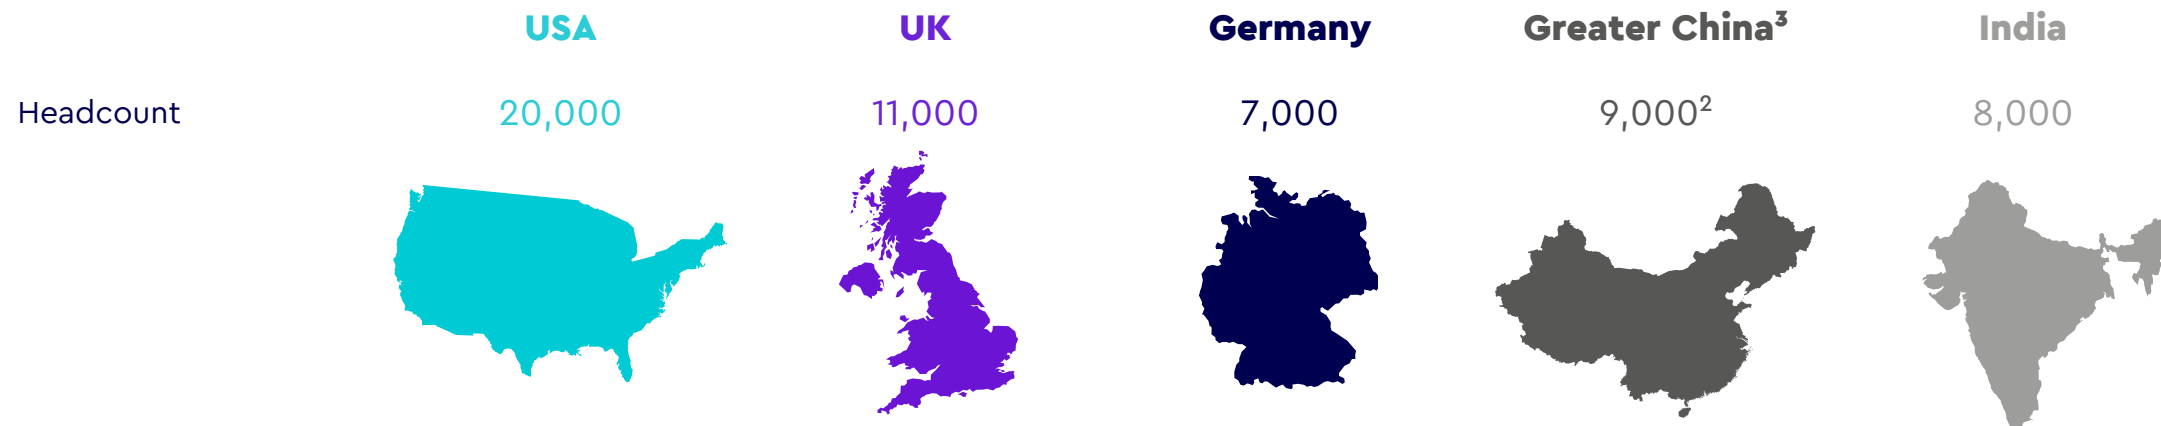 USA UK Germany Greater China³ India
Headcount 20,000 11,000 7,000 9,000² 8,000